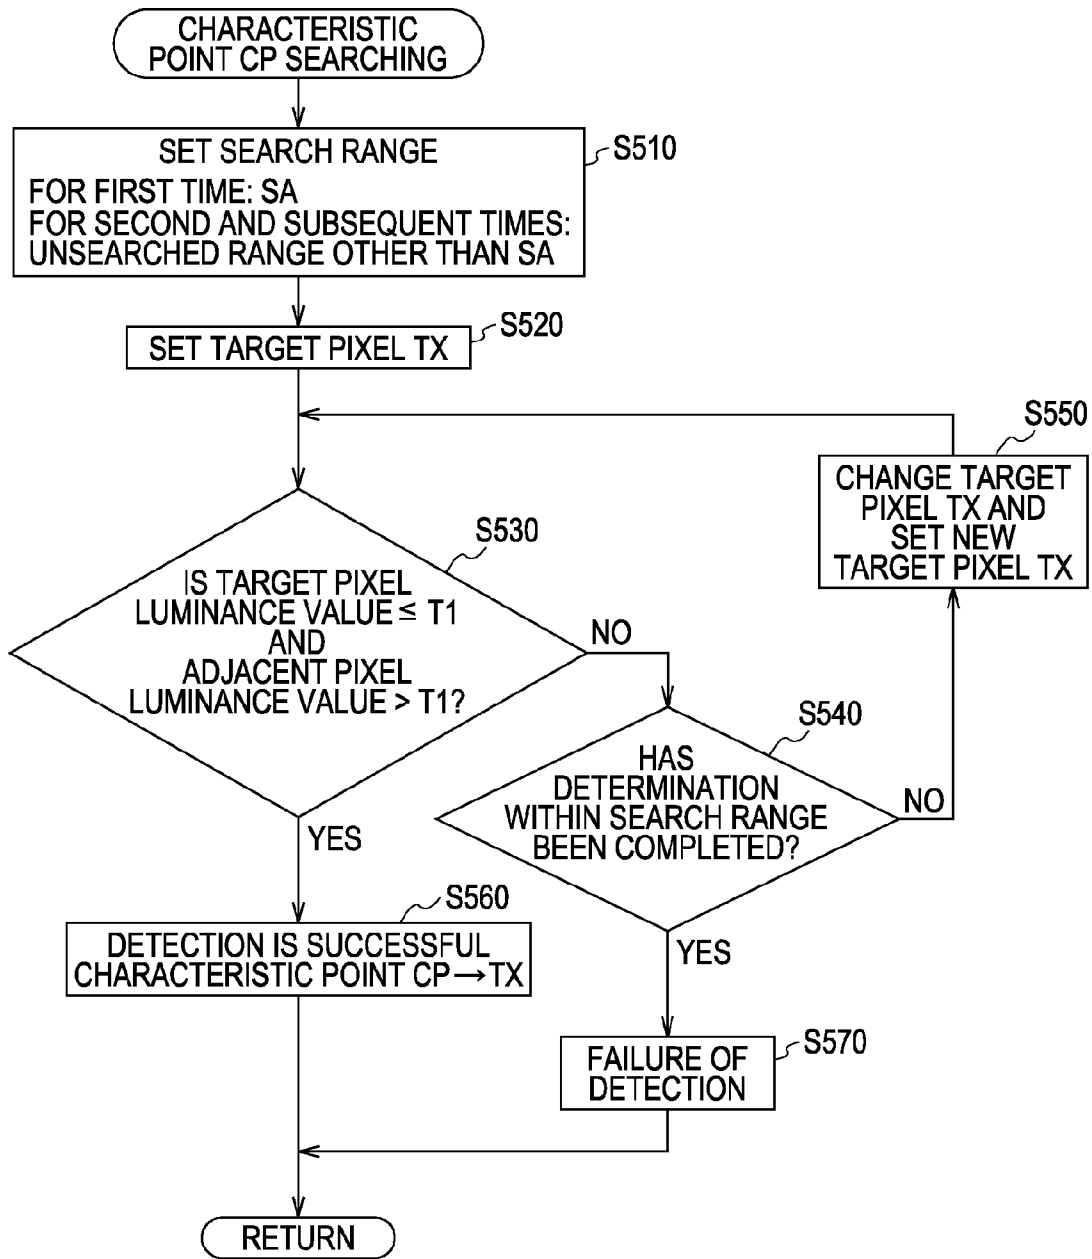 CHARACTERISTIC
POINT CP SEARCHING
SET SEARCH RANGE
S510
FOR FIRST TIME: SA
FOR SECOND AND SUBSEQUENT TIMES:
UNSEARCHED RANGE OTHER THAN SA
S520
SET TARGET PIXEL TX
S550
CHANGE TARGET
PIXEL TX AND
SET NEW
TARGET PIXEL TX
S530
IS TARGET PIXEL
LUMINANCE VALUE ≦ T1
AND
ADJACENT PIXEL
LUMINANCE VALUE > T1?
NO
S540
HAS
DETERMINATION
WITHIN SEARCH RANGE
BEEN COMPLETED?
NO
YES
S560
DETECTION IS SUCCESSFUL
CHARACTERISTIC POINT CP→TX
YES
S570
FAILURE OF
DETECTION
RETURN